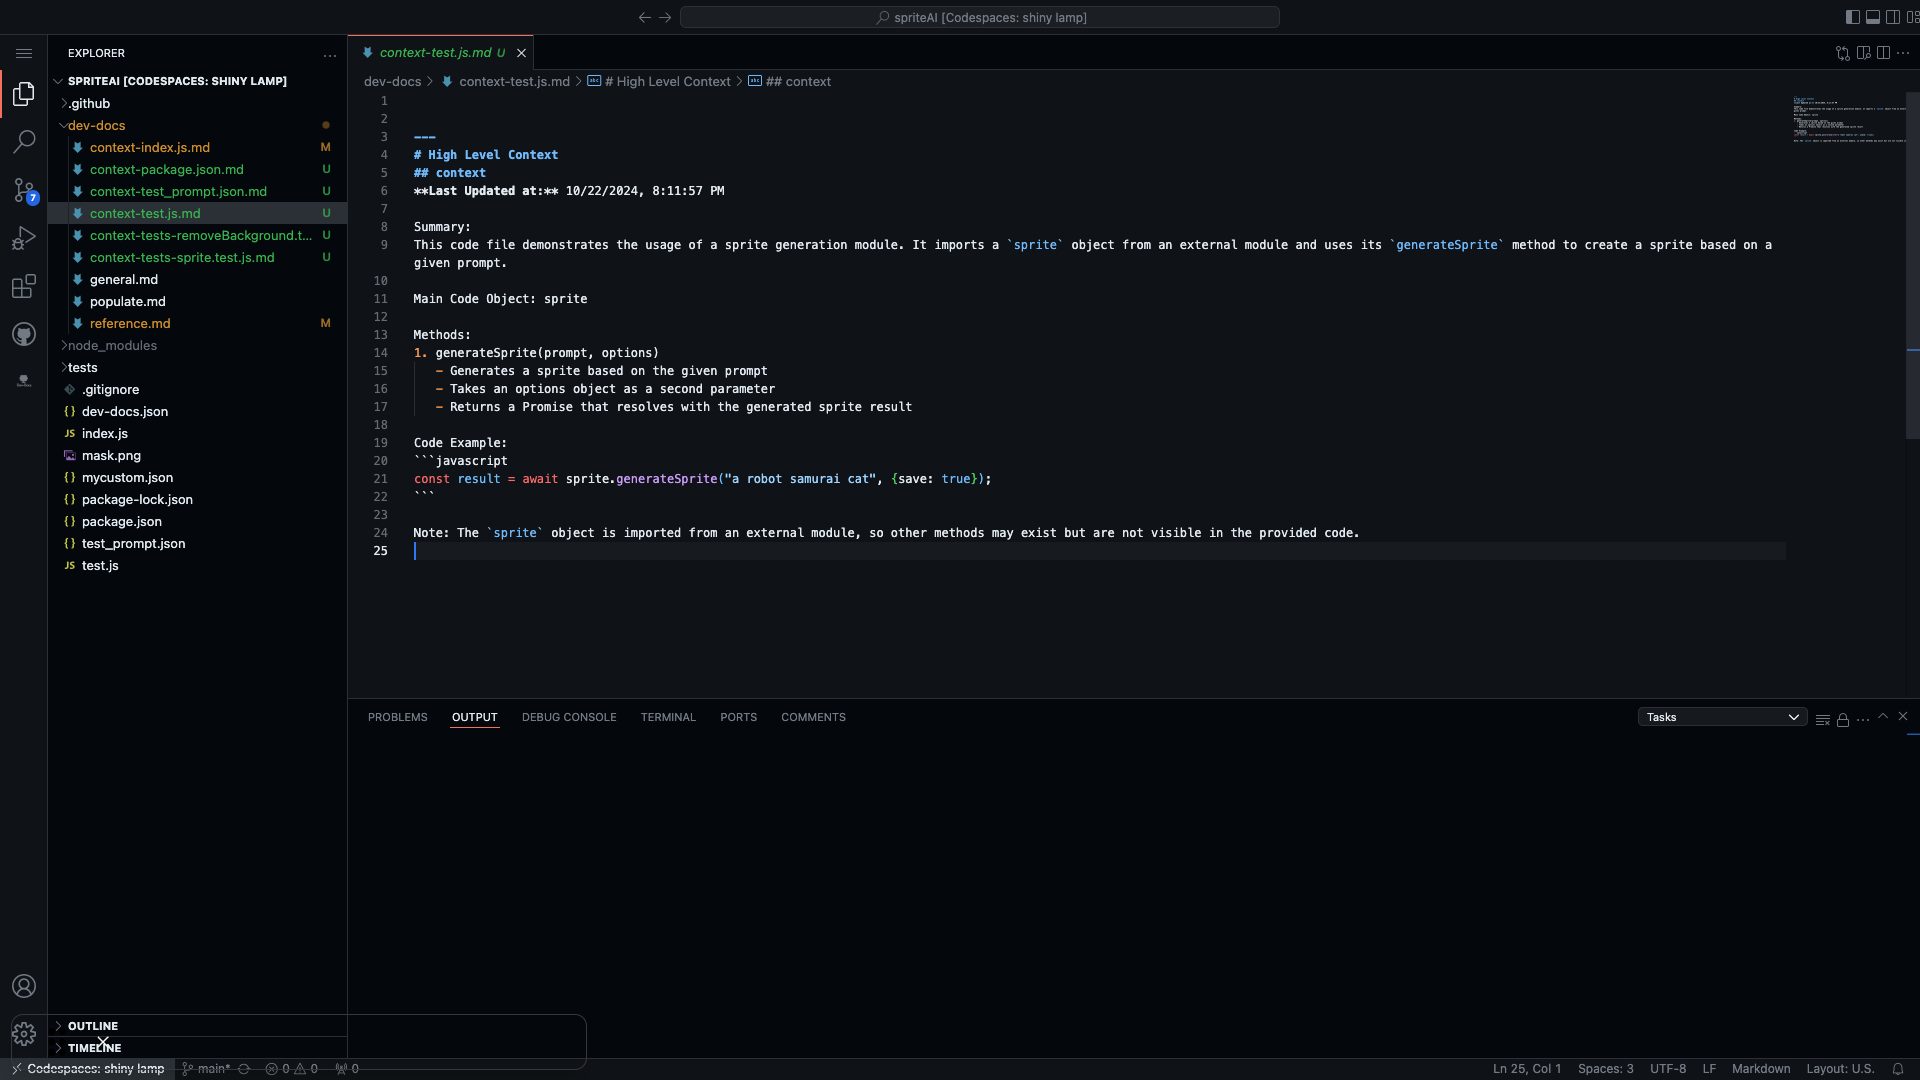 spriteAI [Codespaces: shiny lamp]
EXPLORER
SPRITEAI [CODESPACES: SHINY LAMP]
.github
dev-docs
context-index.js.md M
context-package.json.md U
context-test_prompt.json.md U
context-test.js.md U
context-tests-removeBackground.t... U
context-tests-sprite.test.js.md U
general.md
populate.md
reference.md M
node_modules
tests
.gitignore
dev-docs.json
index.js
mask.png
mycustom.json
package-lock.json
package.json
test_prompt.json
test.js
OUTLINE
TIMELINE
7
context-test.js.md U
dev-docs > context-test.js.md > # High Level Context > ## context
1
2
3 ---
4 # High Level Context
5 ## context
6 **Last Updated at:** 10/22/2024, 8:11:57 PM
7
8 Summary:
9 This code file demonstrates the usage of a sprite generation module. It imports a `sprite` object from an external module and uses its `generateSprite` method to create a sprite based on a
given prompt.
10
11 Main Code Object: sprite
12
13 Methods:
14 1. generateSprite(prompt, options)
15 - Generates a sprite based on the given prompt
16 - Takes an options object as a second parameter
17 - Returns a Promise that resolves with the generated sprite result
18
19 Code Example:
20 ```javascript
21 const result = await sprite.generateSprite("a robot samurai cat", {save: true});
22 ```
23
24 Note: The `sprite` object is imported from an external module, so other methods may exist but are not visible in the provided code.
25
PROBLEMS OUTPUT DEBUG CONSOLE TERMINAL PORTS COMMENTS
Tasks
Codespaces: shiny lamp main* 0 0 0
Ln 25, Col 1 Spaces: 3 UTF-8 LF Markdown Layout: U.S.